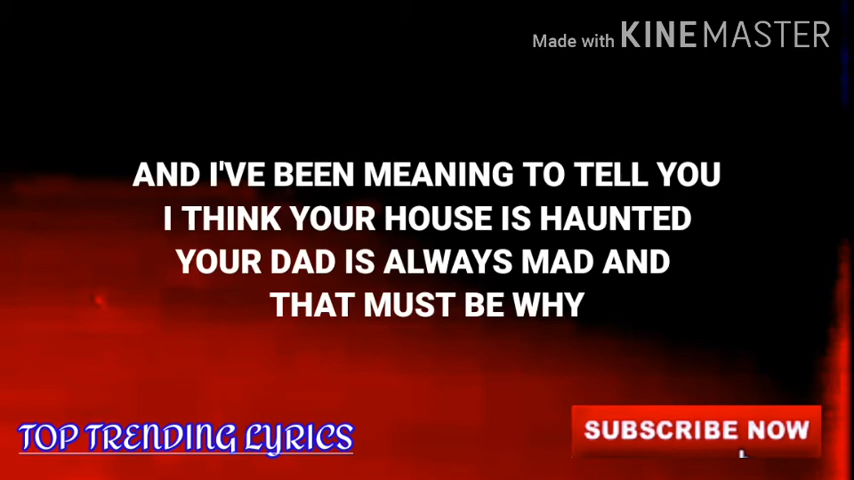 Made with KINEMASTER
AND I'VE BEEN MEANING TO TELL YOU
I THINK YOUR HOUSE IS HAUNTED
YOUR DAD IS ALWAYS MAD AND
THAT MUST BE WHY
TOP TRENDING LYRICS
SUBSCRIBE NOW